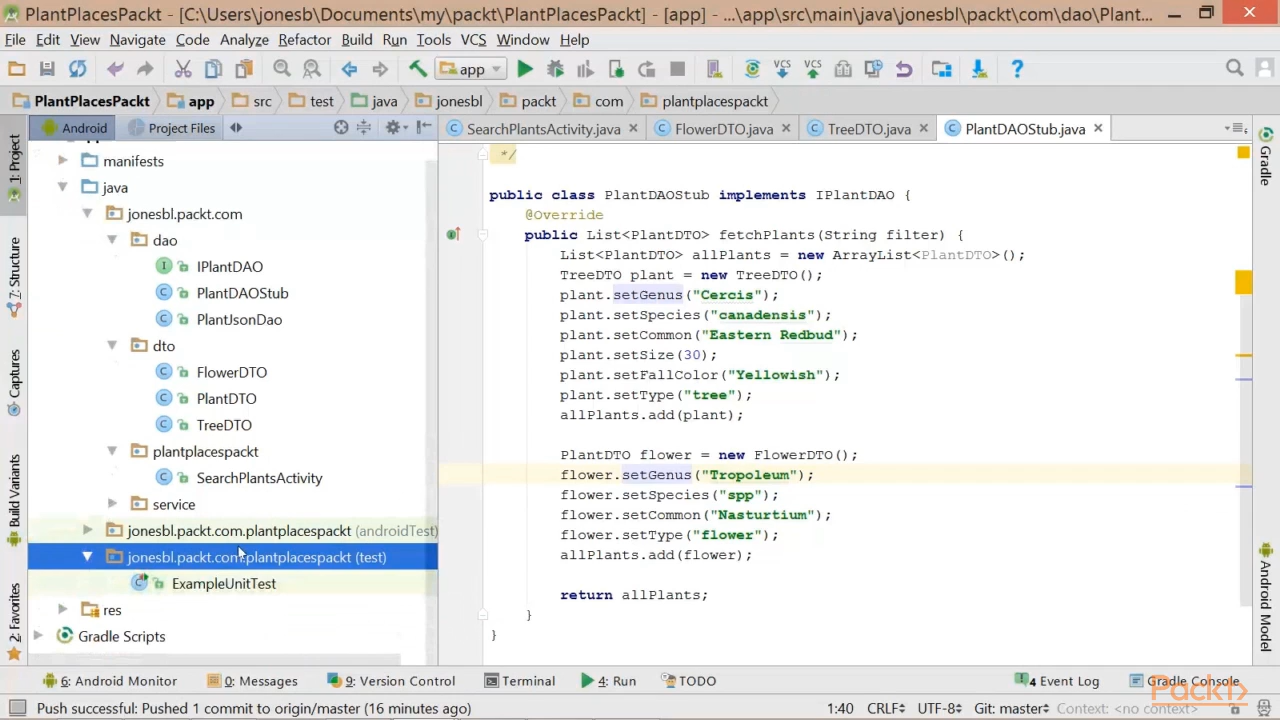 PlantPlacesPackt - [C:\Users\jonesb\Documents\my\packt\PlantPlacesPackt] - [app] - ...\app\src\main\java\jonesbl\packt\com\dao\Plant...
File Edit View Navigate Code Analyze Refactor Build Run Tools VCS Window Help
app VCS VCS ?
PlantPlacesPackt app src test java jonesbl packt com plantplacespackt
Android Project Files
SearchPlantsActivity.java FlowerDTO.java TreeDTO.java PlantDAOStub.java
1: Project
7: Structure
Captures
Build Variants
2: Favorites
manifests
java
jonesbl.packt.com
dao
IPlantDAO
PlantDAOStub
PlantJsonDao
dto
FlowerDTO
PlantDTO
TreeDTO
plantplacespackt
SearchPlantsActivity
service
jonesbl.packt.com.plantplacespackt (androidTest)
jonesbl.packt.com.plantplacespackt (test)
ExampleUnitTest
res
Gradle Scripts
*/
public class PlantDAOStub implements IPlantDAO {
@Override
public List<PlantDTO> fetchPlants(String filter) {
List<PlantDTO> allPlants = new ArrayList<PlantDTO>();
TreeDTO plant = new TreeDTO();
plant.setGenus("Cercis");
plant.setSpecies("canadensis");
plant.setCommon("Eastern Redbud");
plant.setSize(30);
plant.setFallColor("Yellowish");
plant.setType("tree");
allPlants.add(plant);
PlantDTO flower = new FlowerDTO();
flower.setGenus("Tropoleum");
flower.setSpecies("spp");
flower.setCommon("Nasturtium");
flower.setType("flower");
allPlants.add(flower);
return allPlants;
}
}
Gradle
Android Model
6: Android Monitor 0: Messages 9: Version Control Terminal 4: Run TODO 1 Event Log Gradle Console
Packt
Push successful: Pushed 1 commit to origin/master (16 minutes ago) 1:40 CRLF UTF-8 Git: master Context: <no context>